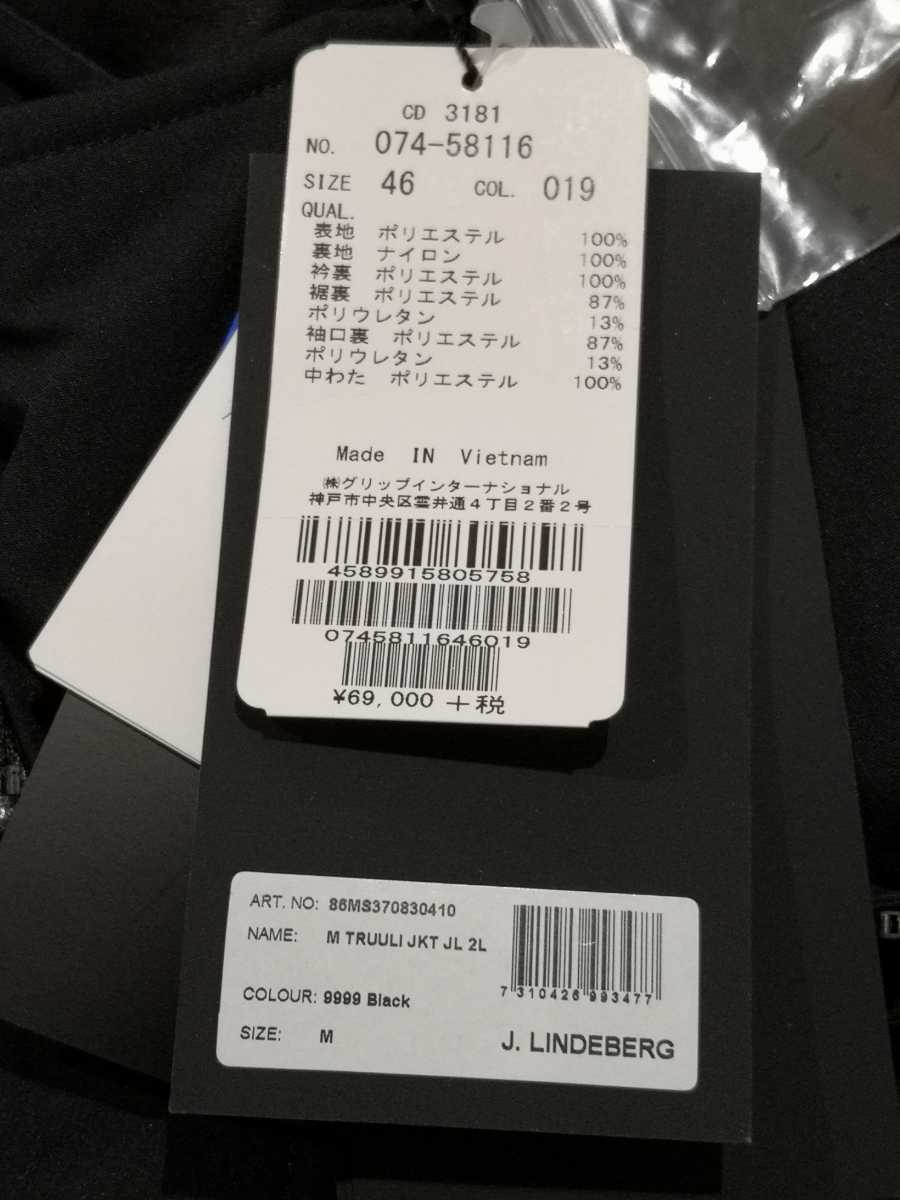 CD 3181
NO. 074-58116
SIZE 46 COL. 019
QUAL.
表地 ポリエステル 100%
裏地 ナイロン 100%
衿裏 ポリエステル 100%
裾裏 ポリエステル 87%
ポリウレタン 13%
袖口裏 ポリエステル 87%
ポリウレタン 13%
中わた ポリエステル 100%
Made IN Vietnam
㈱グリップインターナショナル
神戸市中央区雲井通4丁目2番2号
4589915805758
0745811646019
¥69,000 +税
ART. NO: 86MS370830410
NAME: M TRUULI JKT JL 2L
COLOUR: 9999 Black
SIZE: M
7 310426 993477
J. LINDEBERG